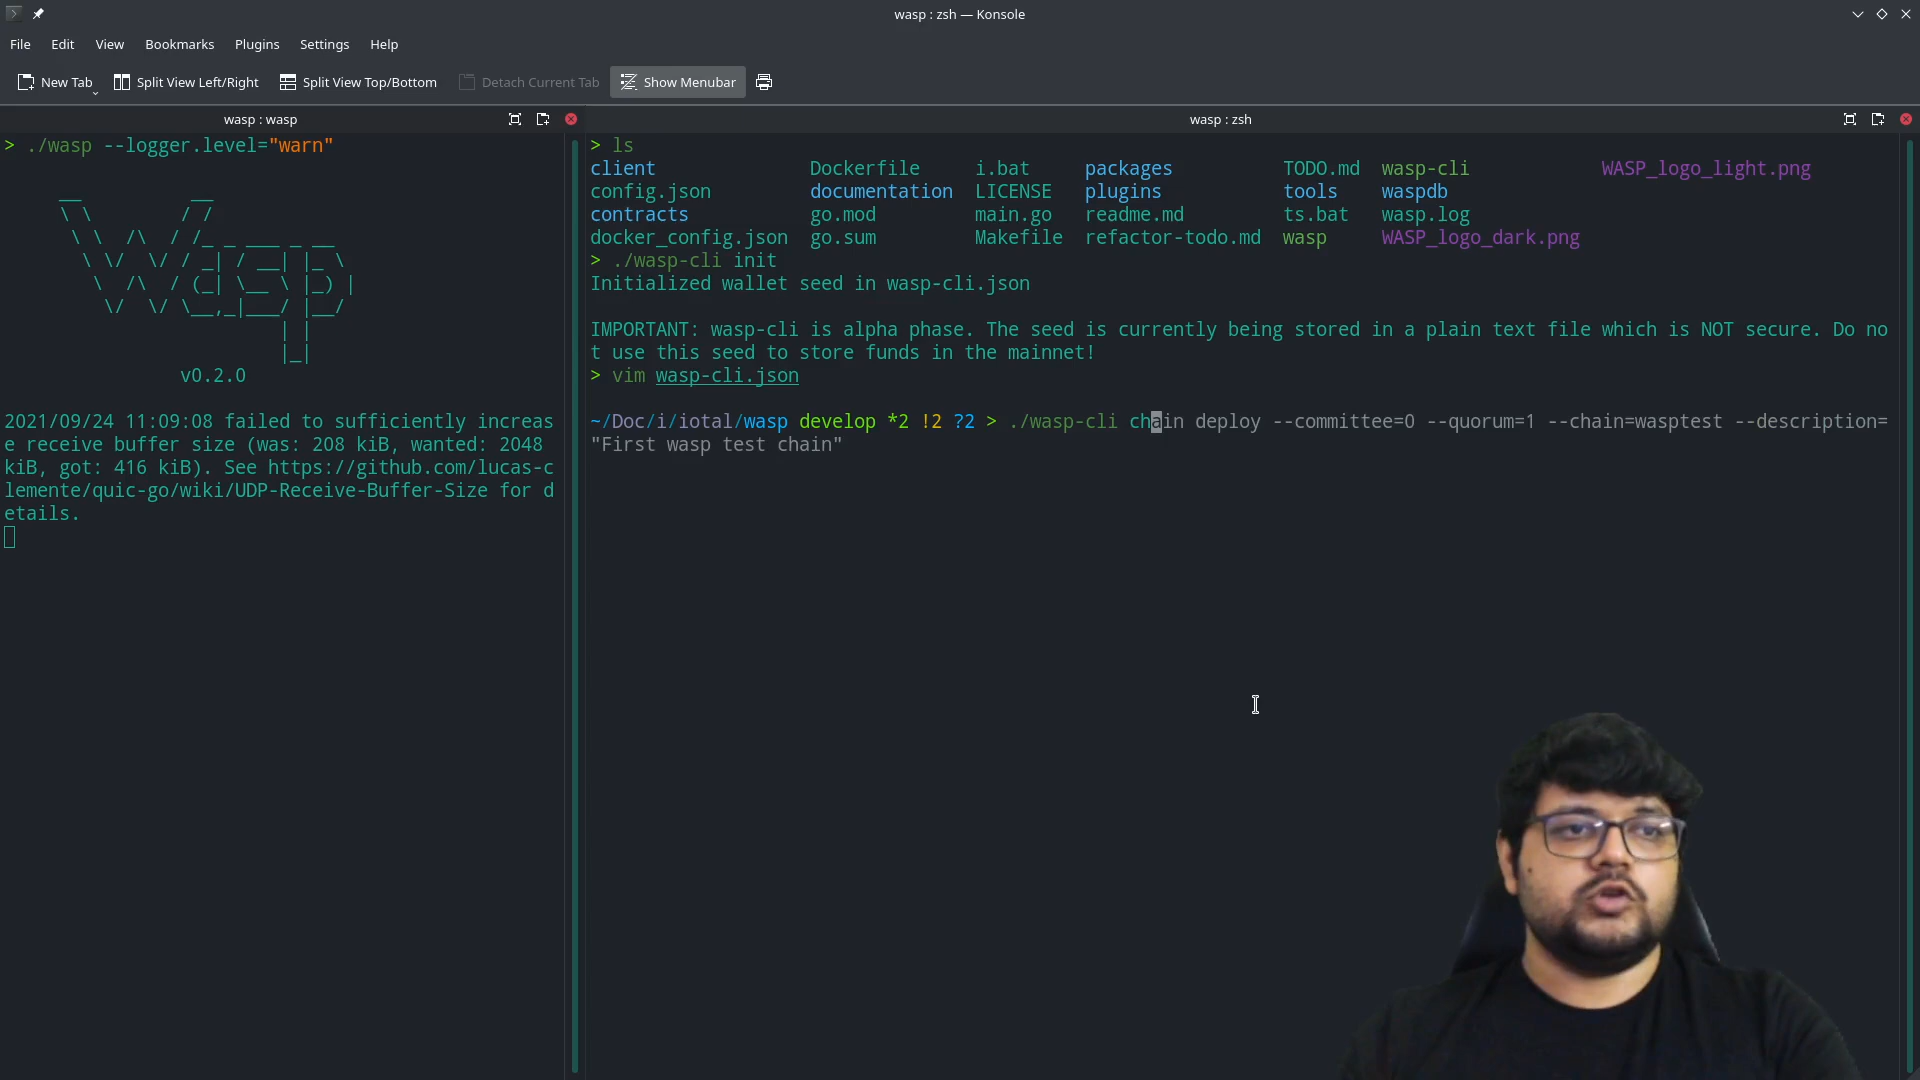 wasp : zsh — Konsole
File Edit View Bookmarks Plugins Settings Help
New Tab Split View Left/Right Split View Top/Bottom Detach Current Tab Show Menubar
wasp : wasp
> ./wasp --logger.level="warn"
v0.2.0
2021/09/24 11:09:08 failed to sufficiently increas
e receive buffer size (was: 208 kiB, wanted: 2048
kiB, got: 416 kiB). See https://github.com/lucas-c
lemente/quic-go/wiki/UDP-Receive-Buffer-Size for d
etails.
wasp : zsh
> ls
client Dockerfile i.bat packages TODO.md wasp-cli WASP_logo_light.png
config.json documentation LICENSE plugins tools waspdb
contracts go.mod main.go readme.md ts.bat wasp.log
docker_config.json go.sum Makefile refactor-todo.md wasp WASP_logo_dark.png
> ./wasp-cli init
Initialized wallet seed in wasp-cli.json
IMPORTANT: wasp-cli is alpha phase. The seed is currently being stored in a plain text file which is NOT secure. Do no
t use this seed to store funds in the mainnet!
> vim wasp-cli.json
~/Doc/i/iotal/wasp develop *2 !2 ?2 > ./wasp-cli chain deploy --committee=0 --quorum=1 --chain=wasptest --description=
"First wasp test chain"